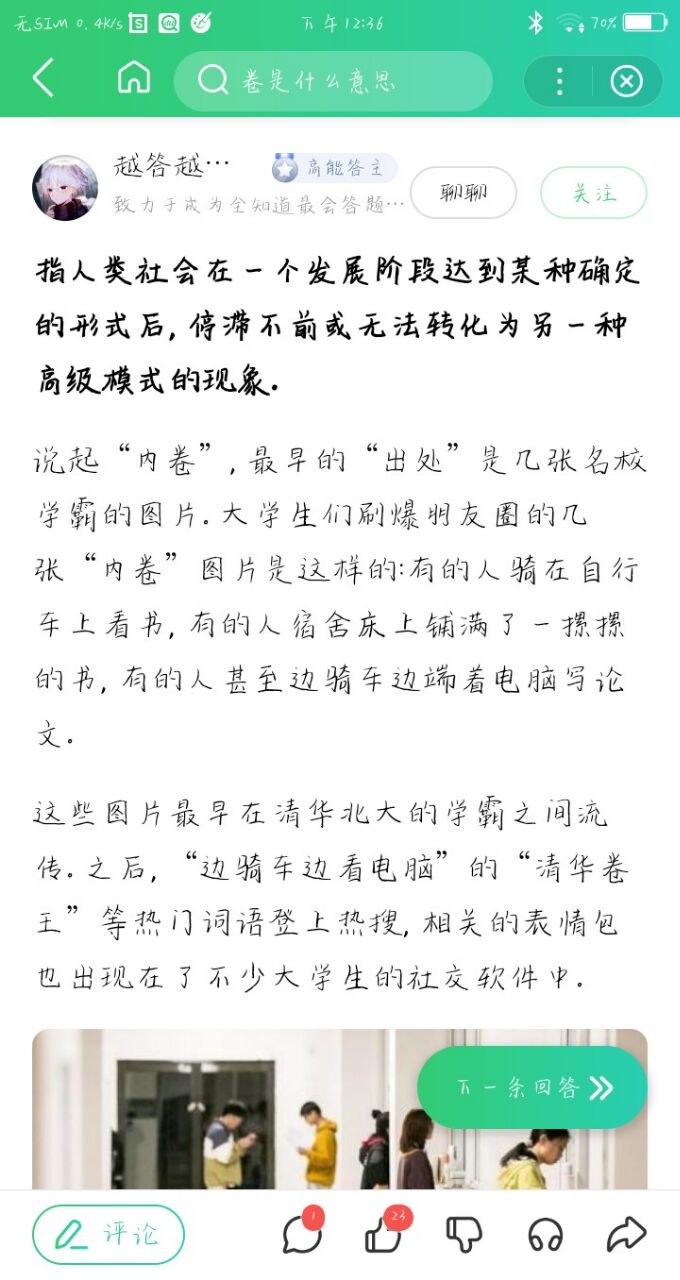 无SIM 0.4K/s 下午12:36 70%
卷是什么意思
越答越… 高能答主
致力于成为全知道最会答题…
聊聊
关注
指人类社会在一个发展阶段达到某种确定
的形式后，停滞不前或无法转化为另一种
高级模式的现象。
说起“内卷”，最早的“出处”是几张名校
学霸的图片。大学生们刷爆朋友圈的几
张“内卷”图片是这样的：有的人骑在自行
车上看书，有的人宿舍床上铺满了一摞摞
的书，有的人甚至边骑车边端着电脑写论
文。
这些图片最早在清华北大的学霸之间流
传。之后，“边骑车边看电脑”的“清华卷
王”等热门词语登上热搜，相关的表情包
也出现在了不少大学生的社交软件中。
下一条回答
评论
1
23